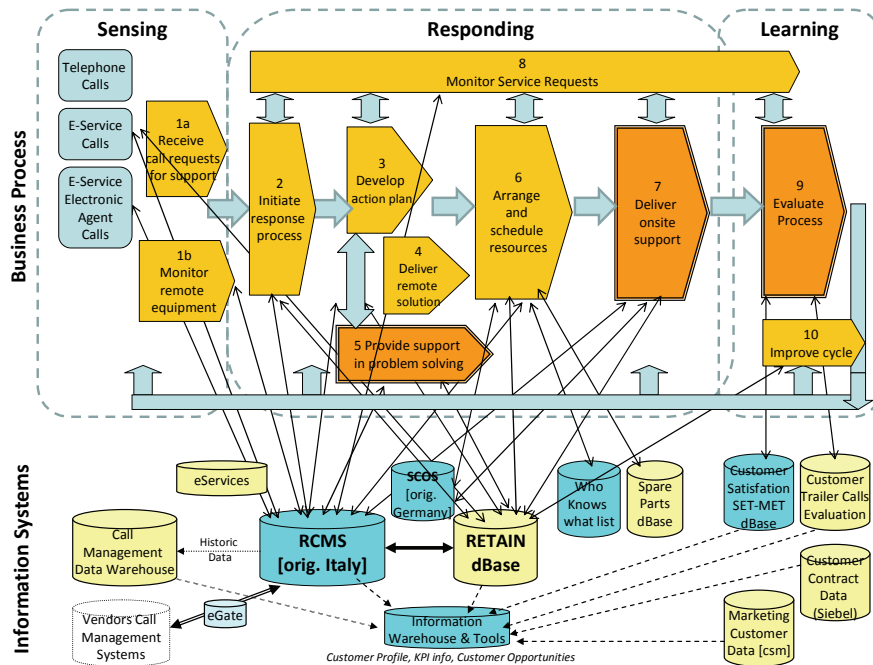 Sensing
Responding
Learning
Business Process
Telephone
Calls
E-Service
Calls
E-Service
Electronic
Agent
Calls
1a
Receive
call requests
for support
1b
Monitor
remote
equipment
2
Initiate
response
process
3
Develop
action plan
4
Deliver
remote
solution
5 Provide support
in problem solving
6
Arrange
and
schedule
resources
7
Deliver
onsite
support
8
Monitor Service Requests
9
Evaluate
Process
10
Improve cycle
Information Systems
eServices
Call
Management
Data Warehouse
Historic
Data
Vendors Call
Management
Systems
eGate
RCMS
[orig. Italy]
SCOS
[orig.
Germany]
RETAIN
dBase
Who
Knows
what list
Spare
Parts
dBase
Customer
Satisfation
SET-MET
dBase
Customer
Trailer Calls
Evaluation
Customer
Contract
Data
(Siebel)
Marketing
Customer
Data [csm]
Information
Warehouse & Tools
Customer Profile, KPI info, Customer Opportunities